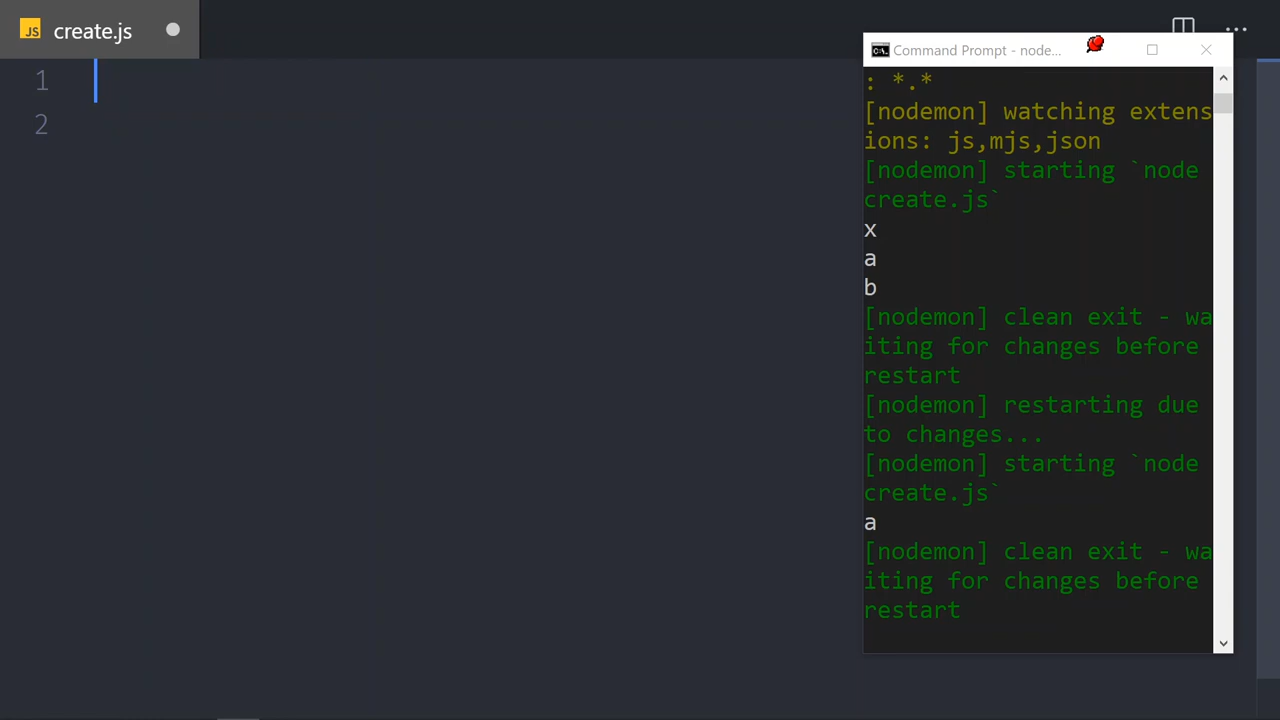 JS create.js
1
2
Command Prompt - node...
: *.*
[nodemon] watching extens
ions: js,mjs,json
[nodemon] starting `node
create.js`
x
a
b
[nodemon] clean exit - wa
iting for changes before
restart
[nodemon] restarting due
to changes...
[nodemon] starting `node
create.js`
a
[nodemon] clean exit - wa
iting for changes before
restart